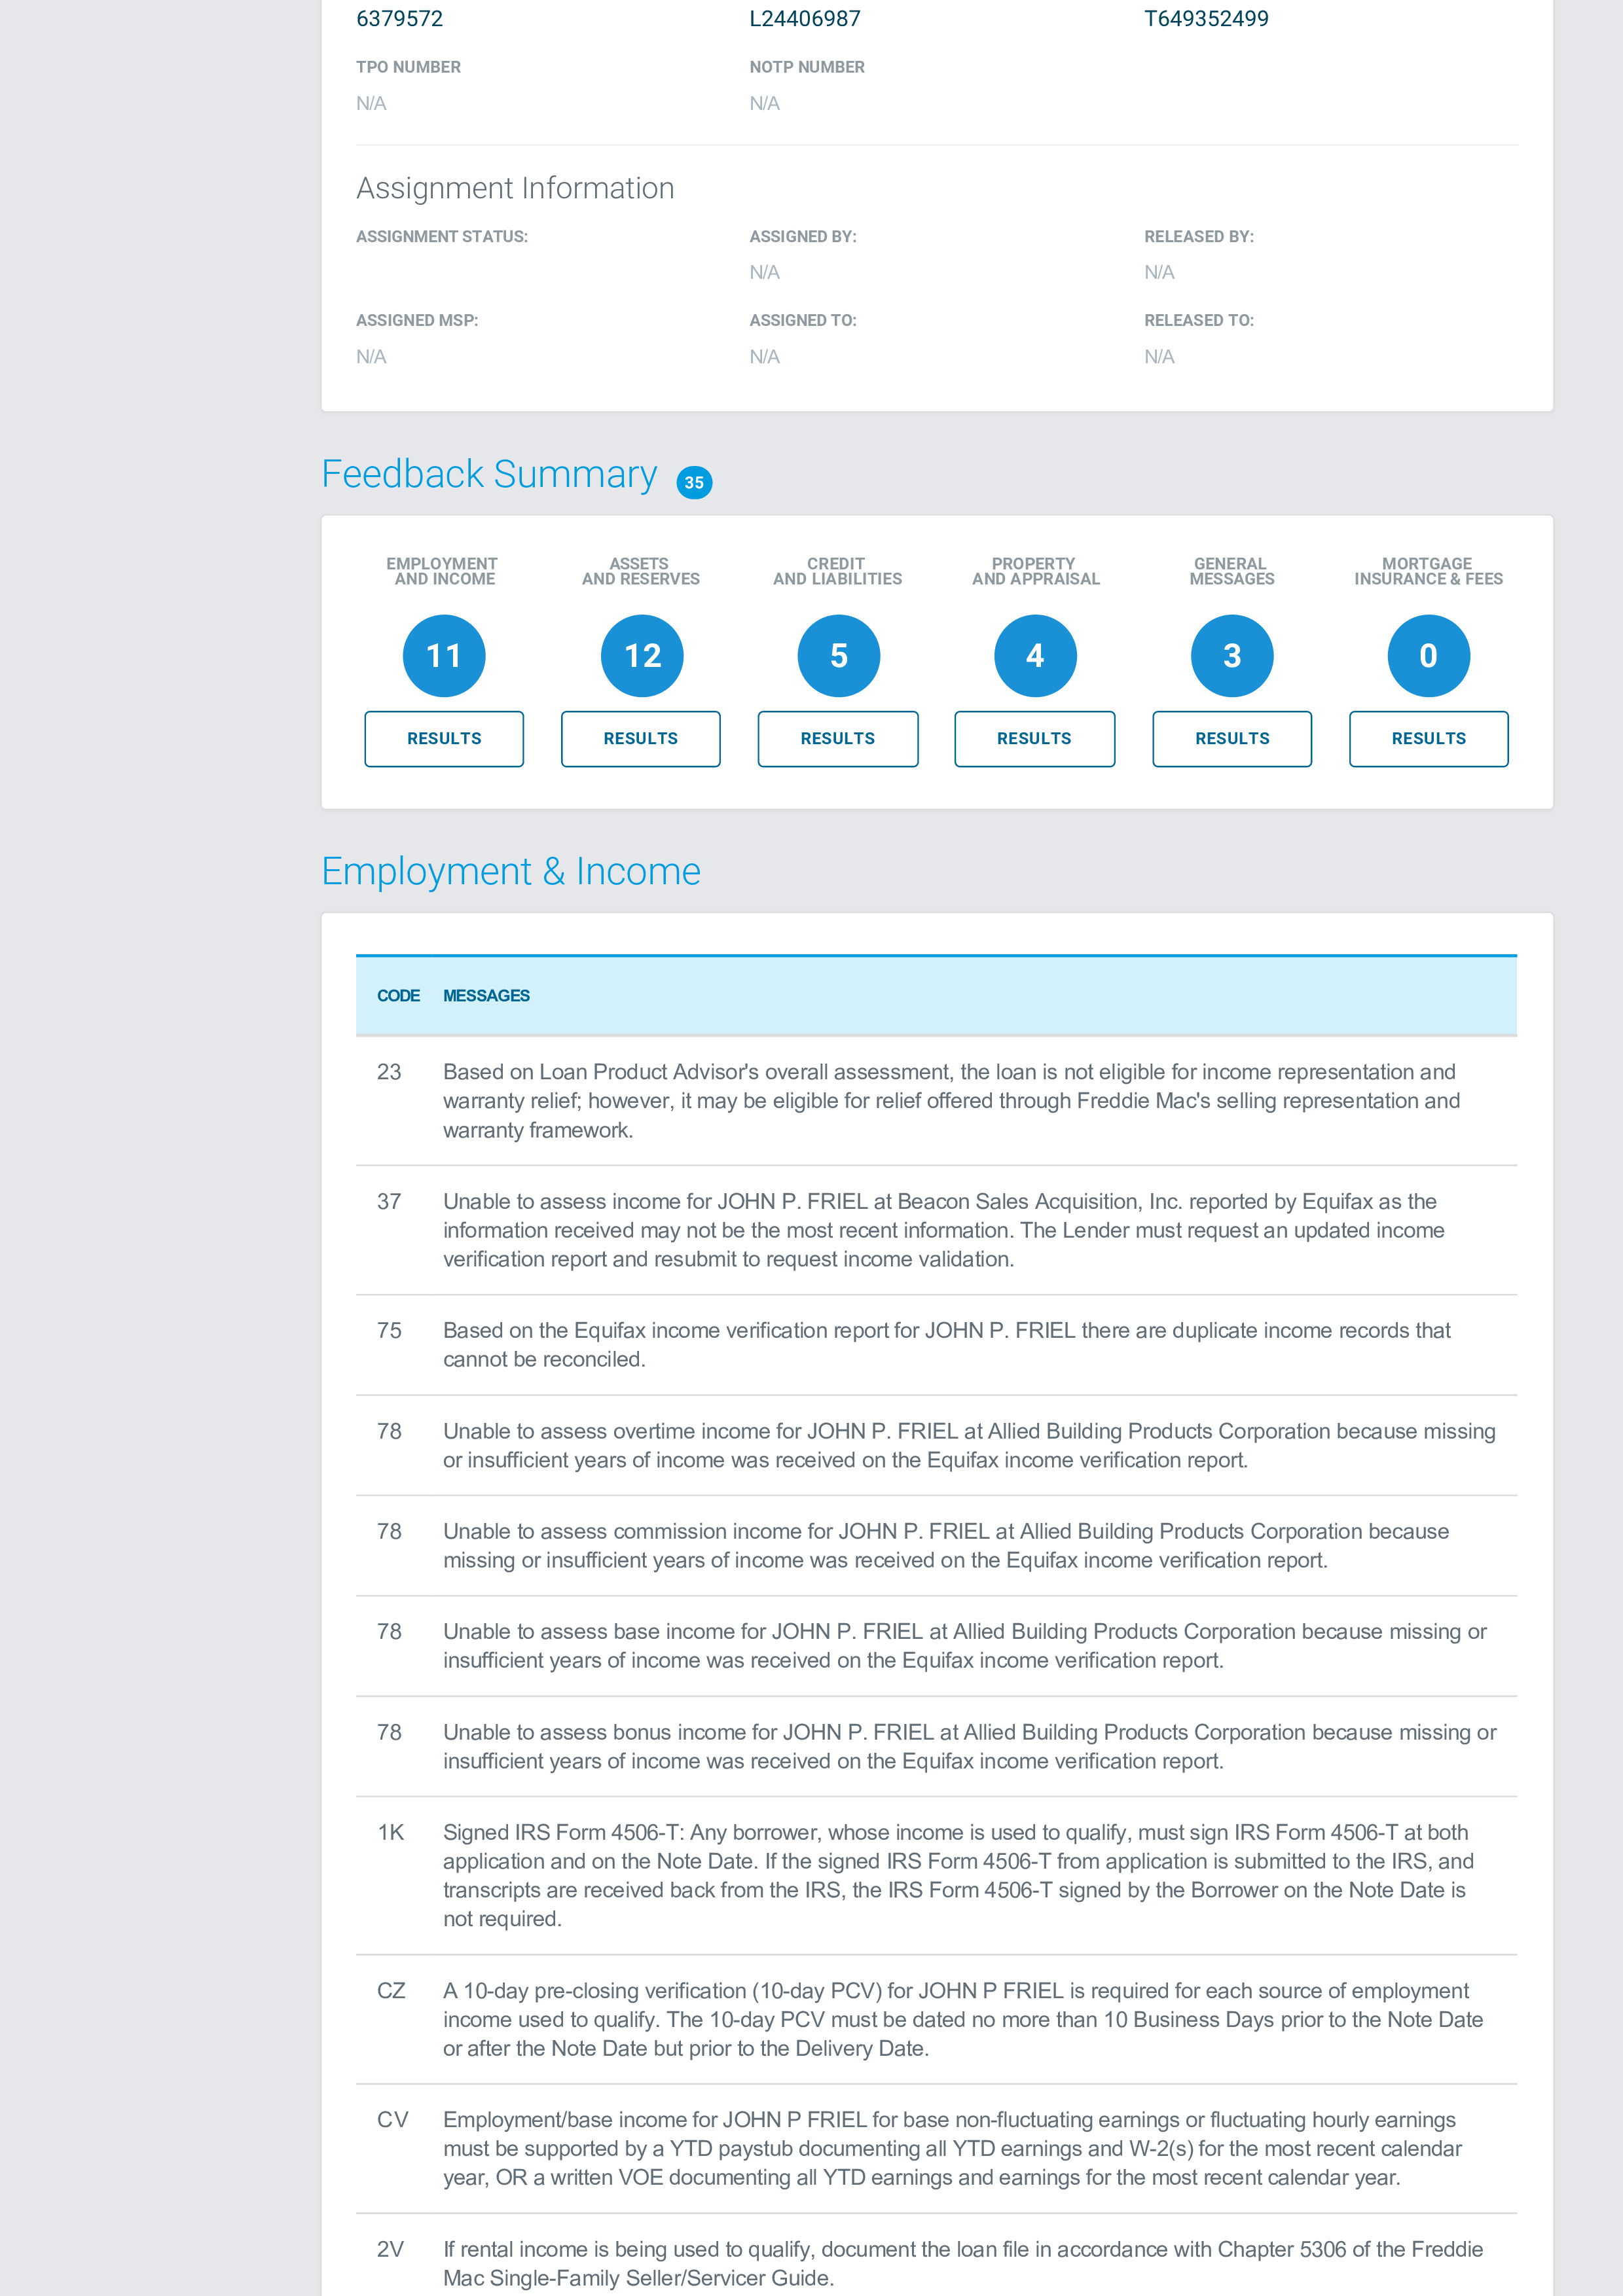 6379572 L24406987 T649352499
TPO NUMBER NOTP NUMBER
N/A N/A
Assignment Information
ASSIGNMENT STATUS: ASSIGNED BY: RELEASED BY:
N/A N/A
ASSIGNED MSP: ASSIGNED TO: RELEASED TO:
N/A N/A N/A
Feedback Summary 35
EMPLOYMENT ASSETS CREDIT PROPERTY GENERAL MORTGAGE
AND INCOME AND RESERVES AND LIABILITIES AND APPRAISAL MESSAGES INSURANCE & FEES
11 12 5 4 3 0
RESULTS RESULTS RESULTS RESULTS RESULTS RESULTS
Employment & Income
CODE MESSAGES
23 Based on Loan Product Advisor's overall assessment, the loan is not eligible for income representation and
warranty relief; however, it may be eligible for relief offered through Freddie Mac's selling representation and
warranty framework.
37 Unable to assess income for JOHN P. FRIEL at Beacon Sales Acquisition, Inc. reported by Equifax as the
information received may not be the most recent information. The Lender must request an updated income
verification report and resubmit to request income validation.
75 Based on the Equifax income verification report for JOHN P. FRIEL there are duplicate income records that
cannot be reconciled.
78 Unable to assess overtime income for JOHN P. FRIEL at Allied Building Products Corporation because missing
or insufficient years of income was received on the Equifax income verification report.
78 Unable to assess commission income for JOHN P. FRIEL at Allied Building Products Corporation because
missing or insufficient years of income was received on the Equifax income verification report.
78 Unable to assess base income for JOHN P. FRIEL at Allied Building Products Corporation because missing or
insufficient years of income was received on the Equifax income verification report.
78 Unable to assess bonus income for JOHN P. FRIEL at Allied Building Products Corporation because missing or
insufficient years of income was received on the Equifax income verification report.
1K Signed IRS Form 4506-T: Any borrower, whose income is used to qualify, must sign IRS Form 4506-T at both
application and on the Note Date. If the signed IRS Form 4506-T from application is submitted to the IRS, and
transcripts are received back from the IRS, the IRS Form 4506-T signed by the Borrower on the Note Date is
not required.
CZ A 10-day pre-closing verification (10-day PCV) for JOHN P FRIEL is required for each source of employment
income used to qualify. The 10-day PCV must be dated no more than 10 Business Days prior to the Note Date
or after the Note Date but prior to the Delivery Date.
CV Employment/base income for JOHN P FRIEL for base non-fluctuating earnings or fluctuating hourly earnings
must be supported by a YTD paystub documenting all YTD earnings and W-2(s) for the most recent calendar
year, OR a written VOE documenting all YTD earnings and earnings for the most recent calendar year.
2V If rental income is being used to qualify, document the loan file in accordance with Chapter 5306 of the Freddie
Mac Single-Family Seller/Servicer Guide.